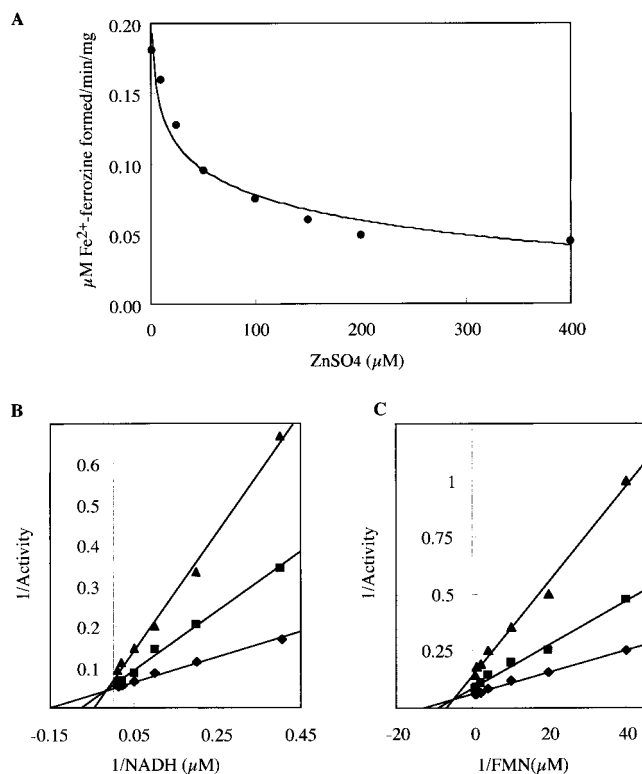 A
0.20
0.15
0.10
0.05
0.00
µM Fe2+-ferrozine formed/min/mg
0 100 200 300 400
ZnSO4 (µM)
B
0.6
0.5
0.4
0.3
0.2
0.1
1/Activity
-0.15 0.05 0.25 0.45
1/NADH (µM)
C
1
0.75
0.5
0.25
1/Activity
-20 0 20 40
1/FMN(µM)